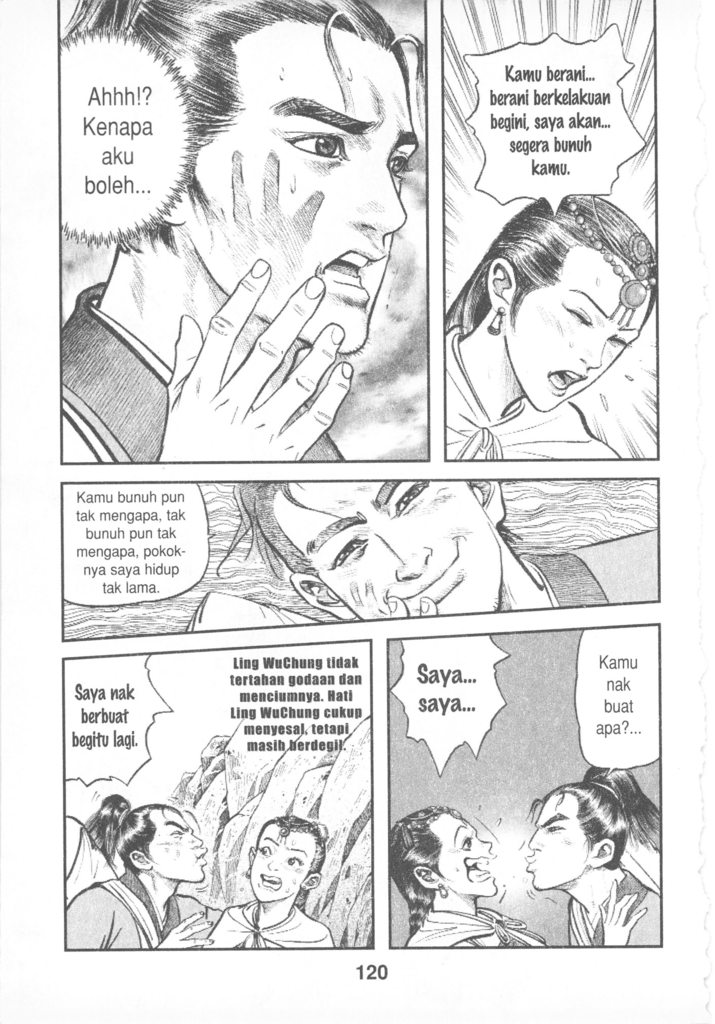 Ahhh!?
Kenapa
aku
boleh...
Kamu berani...
berani berkelakuan
begini, saya akan...
segera bunuh
kamu.
Kamu bunuh pun
tak mengapa, tak
bunuh pun tak
mengapa, pokok-
nya saya hidup
tak lama.
Saya nak
berbuat
begitu lagi.
Ling WuChung tidak
tertahan godaan dan
menciumnya. Hati
Ling WuChung cukup
menyesal, tetapi
masih berdegil.
Saya...
saya...
Kamu
nak
buat
apa?...
120